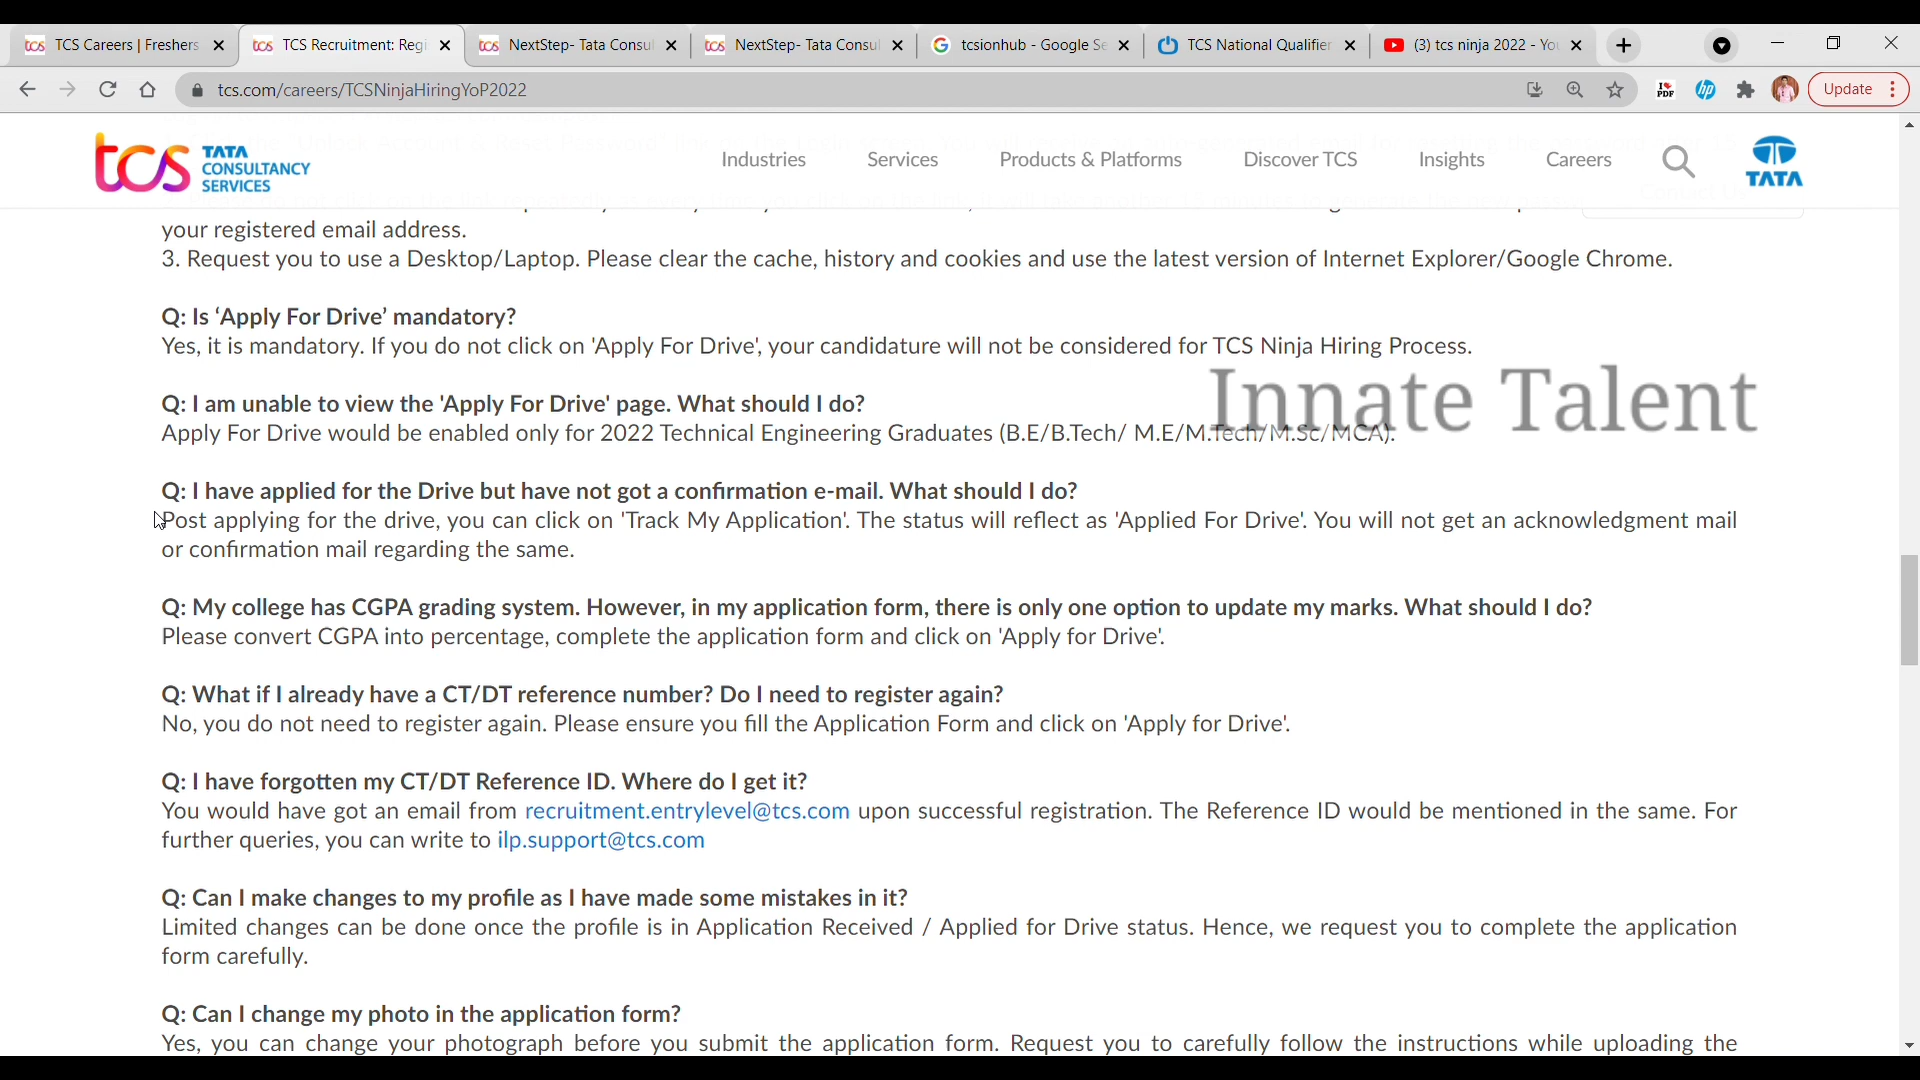 TCS Careers | Freshers
TCS Recruitment: Regi
NextStep- Tata Consul
NextStep- Tata Consul
tcsionhub - Google Se
TCS National Qualifier
(3) tcs ninja 2022 - You
tcs.com/careers/TCSNinjaHiringYoP2022
Update
tcs TATA
CONSULTANCY
SERVICES
Industries
Services
Products & Platforms
Discover TCS
Insights
Careers
TATA
your registered email address.
3. Request you to use a Desktop/Laptop. Please clear the cache, history and cookies and use the latest version of Internet Explorer/Google Chrome.
Q: Is ‘Apply For Drive’ mandatory?
Yes, it is mandatory. If you do not click on 'Apply For Drive', your candidature will not be considered for TCS Ninja Hiring Process.
Innate Talent
Q: I am unable to view the 'Apply For Drive' page. What should I do?
Apply For Drive would be enabled only for 2022 Technical Engineering Graduates (B.E/B.Tech/ M.E/M.Tech/M.Sc/MCA).
Q: I have applied for the Drive but have not got a confirmation e-mail. What should I do?
Post applying for the drive, you can click on 'Track My Application'. The status will reflect as 'Applied For Drive'. You will not get an acknowledgment mail
or confirmation mail regarding the same.
Q: My college has CGPA grading system. However, in my application form, there is only one option to update my marks. What should I do?
Please convert CGPA into percentage, complete the application form and click on 'Apply for Drive'.
Q: What if I already have a CT/DT reference number? Do I need to register again?
No, you do not need to register again. Please ensure you fill the Application Form and click on 'Apply for Drive'.
Q: I have forgotten my CT/DT Reference ID. Where do I get it?
You would have got an email from recruitment.entrylevel@tcs.com upon successful registration. The Reference ID would be mentioned in the same. For
further queries, you can write to ilp.support@tcs.com
Q: Can I make changes to my profile as I have made some mistakes in it?
Limited changes can be done once the profile is in Application Received / Applied for Drive status. Hence, we request you to complete the application
form carefully.
Q: Can I change my photo in the application form?
Yes, you can change your photograph before you submit the application form. Request you to carefully follow the instructions while uploading the